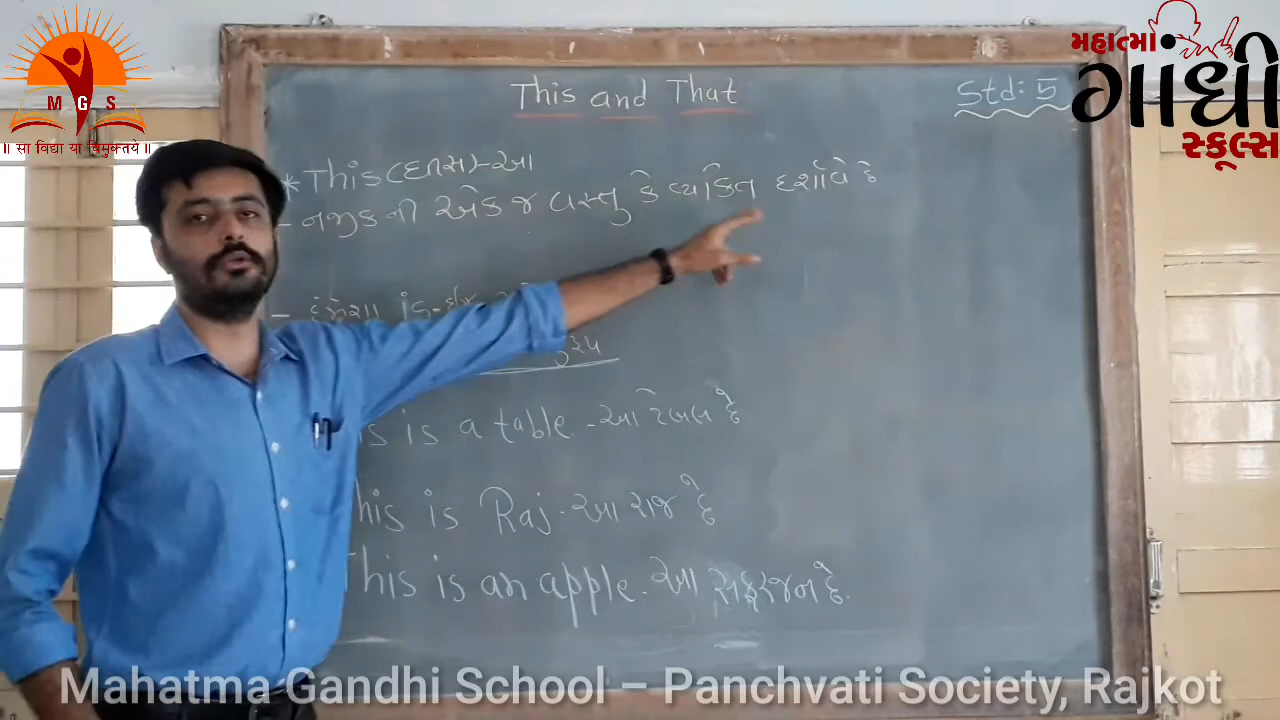 M G S
॥ सा विद्या या विमुक्तये ॥
મહાત્મા
ગાંધી
સ્કૂલ્સ
This and That
Std: 5
* This (ધીસ) - આ
- નજીકની એક જ વસ્તુ કે વ્યકિત દર્શાવે છે
- હંમેશા
is a table. - આ ટેબલ છે
his is Raj - આ રાજ છે
This is an apple. - આ સફરજન છે.
Mahatma Gandhi School – Panchvati Society, Rajkot